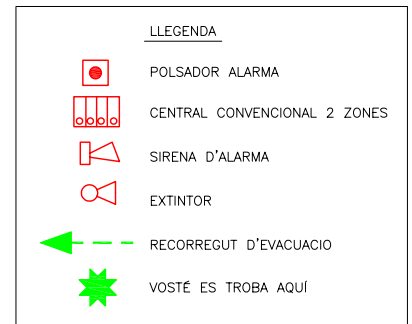 LLEGENDA
POLSADOR ALARMA
CENTRAL CONVENCIONAL 2 ZONES
SIRENA D'ALARMA
EXTINTOR
RECORREGUT D'EVACUACIO
VOSTÉ ES TROBA AQUÍ